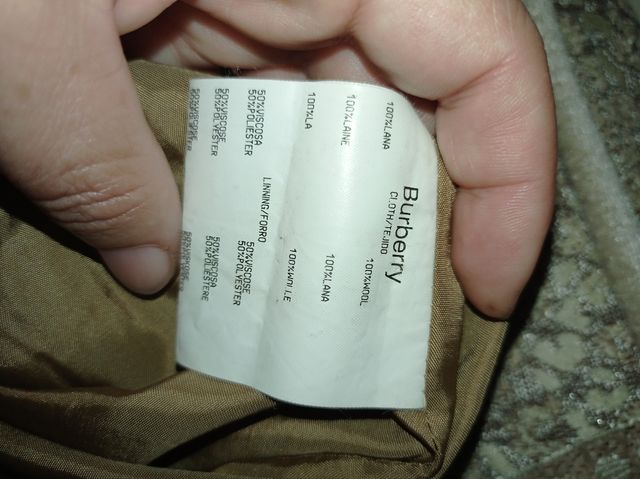 Burberry
CLOTH/TEJIDO
100%LANA 100%WOOL
100%LAINE 100%LANA
100%LA 100%WOLLE
LINNING/FORRO
50%VISCOSA 50%VISCOSE
50%POLIESTER 50%POLYESTER
50%VISCOSE 50%VISCOSA
50%POLYESTER 50%POLIESTERE